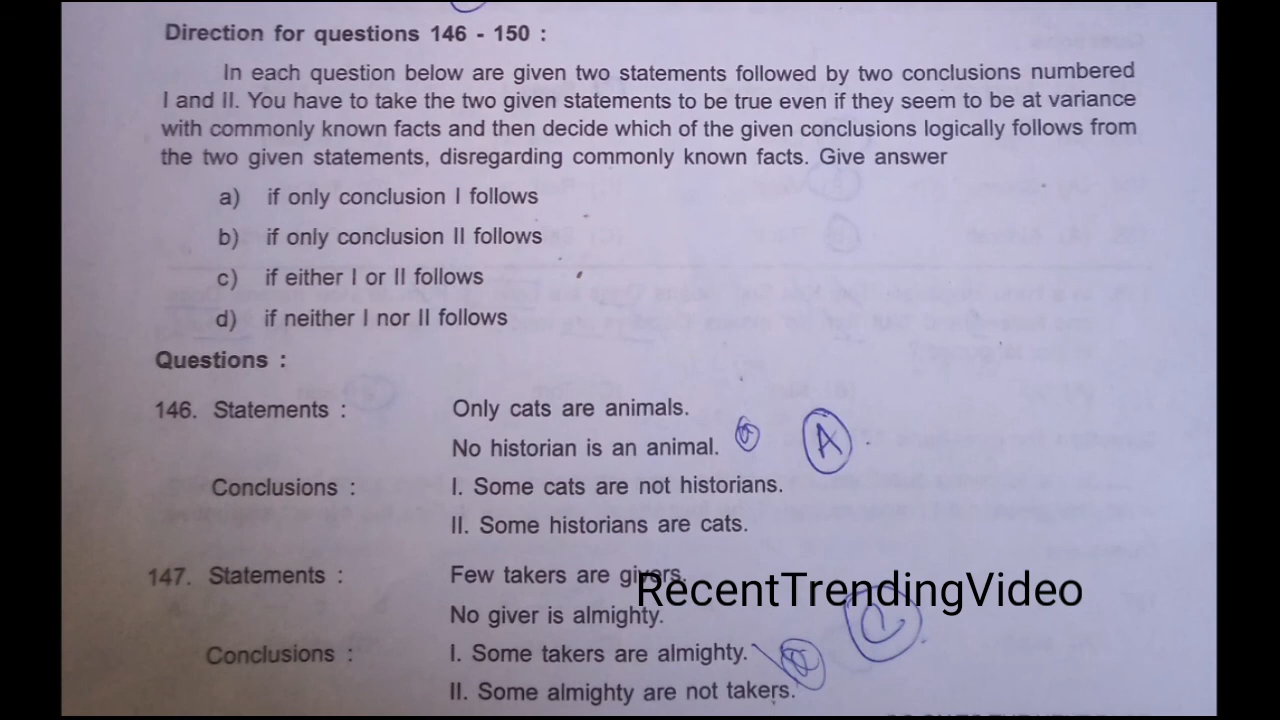 Direction for questions 146 - 150 :
In each question below are given two statements followed by two conclusions numbered
I and II. You have to take the two given statements to be true even if they seem to be at variance
with commonly known facts and then decide which of the given conclusions logically follows from
the two given statements, disregarding commonly known facts. Give answer
a) if only conclusion I follows
b) if only conclusion II follows
c) if either I or II follows
d) if neither I nor II follows
Questions :
146. Statements : Only cats are animals.
No historian is an animal. A
Conclusions : I. Some cats are not historians.
II. Some historians are cats.
147. Statements : Few takers are givers.
RecentTrendingVideo
No giver is almighty. C
Conclusions : I. Some takers are almighty.
II. Some almighty are not takers.